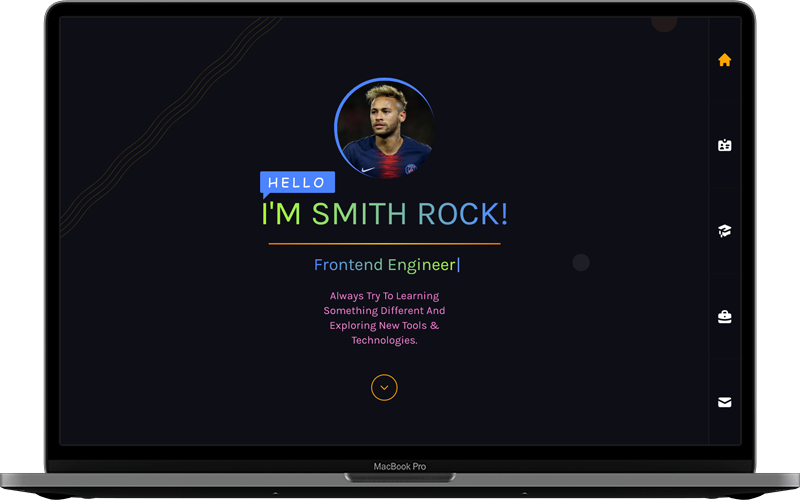 HELLO
I'M SMITH ROCK!
Frontend Engineer
Always Try To Learning
Something Different And
Exploring New Tools &
Technologies.
MacBook Pro